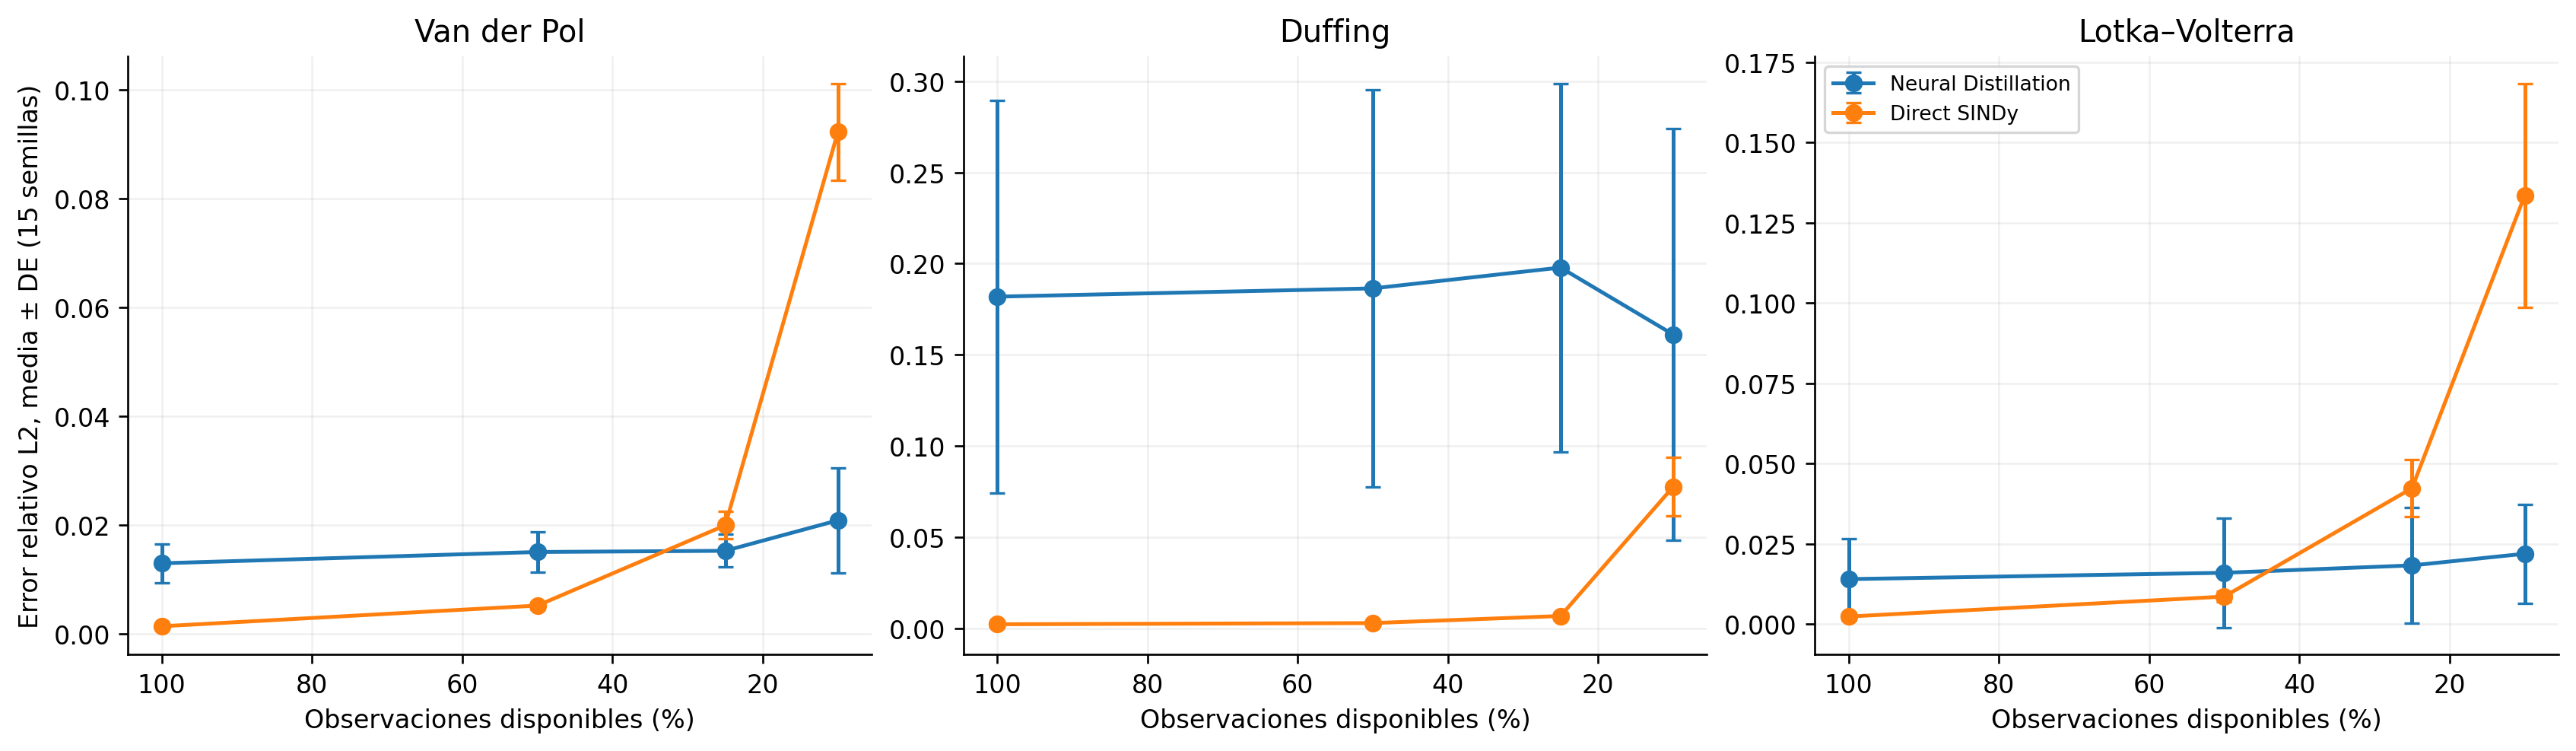 Van der Pol
Error relativo L2, media ± DE (15 semillas)
0.10
0.08
0.06
0.04
0.02
0.00
100 80 60 40 20
Observaciones disponibles (%)
Duffing
0.30
0.25
0.20
0.15
0.10
0.05
0.00
100 80 60 40 20
Observaciones disponibles (%)
Lotka–Volterra
Neural Distillation
Direct SINDy
0.175
0.150
0.125
0.100
0.075
0.050
0.025
0.000
100 80 60 40 20
Observaciones disponibles (%)